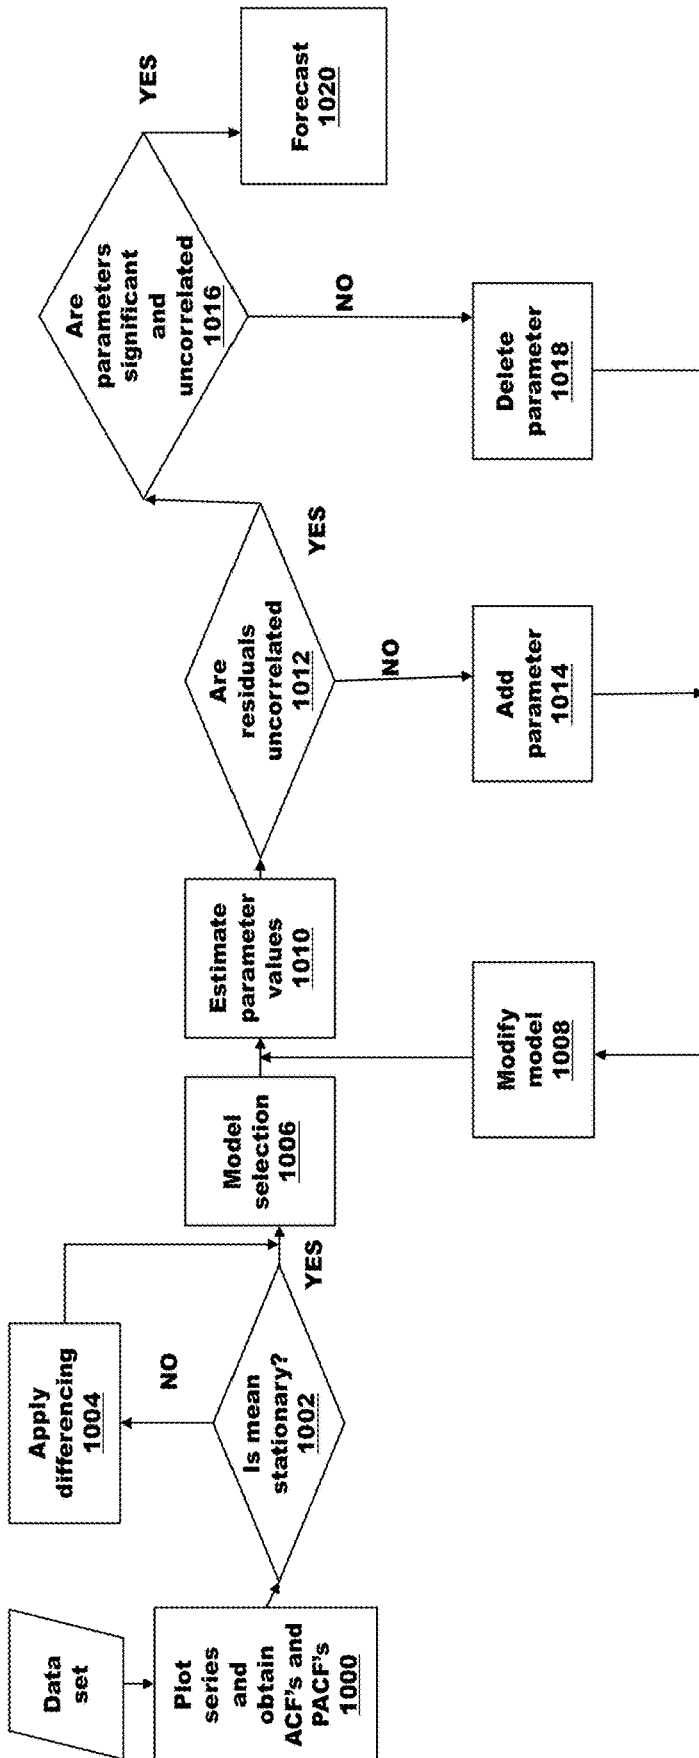 Data
set
Plot
series
and
obtain
ACF's and
PACF's
1000
Is mean
stationary?
1002
NO
Apply
differencing
1004
YES
Model
selection
1006
Modify
model
1008
Estimate
parameter
values
1010
Are
residuals
uncorrelated
1012
NO
Add
parameter
1014
YES
Are
parameters
significant
and
uncorrelated
1016
NO
Delete
parameter
1018
YES
Forecast
1020